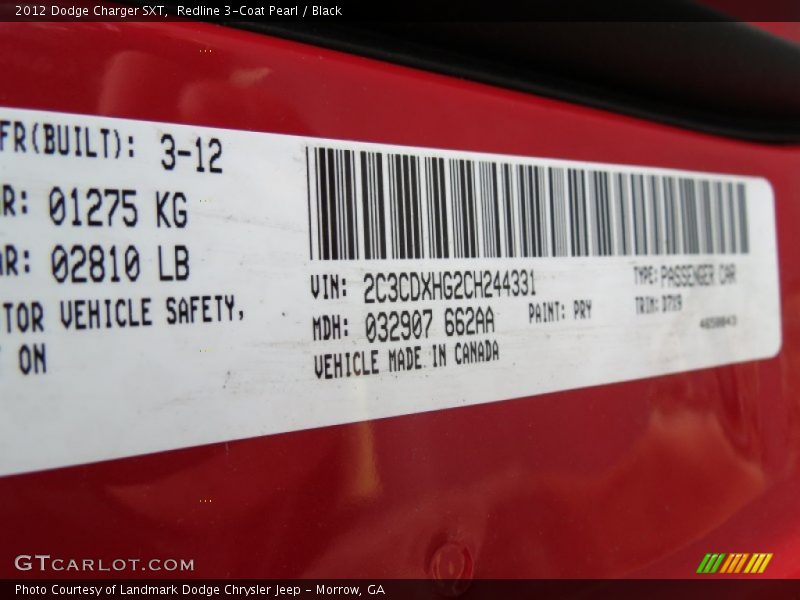 2012 Dodge Charger SXT, Redline 3-Coat Pearl / Black
FR(BUILT): 3-12
R: 01275 KG
R: 02810 LB
TOR VEHICLE SAFETY,
ON
VIN: 2C3CDXHG2CH244331
TYPE: PASSENGER CAR
MDH: 032907 662AA
PAINT: PRY
TRIM: D7X9
VEHICLE MADE IN CANADA
GTCARLOT.COM
Photo Courtesy of Landmark Dodge Chrysler Jeep - Morrow, GA